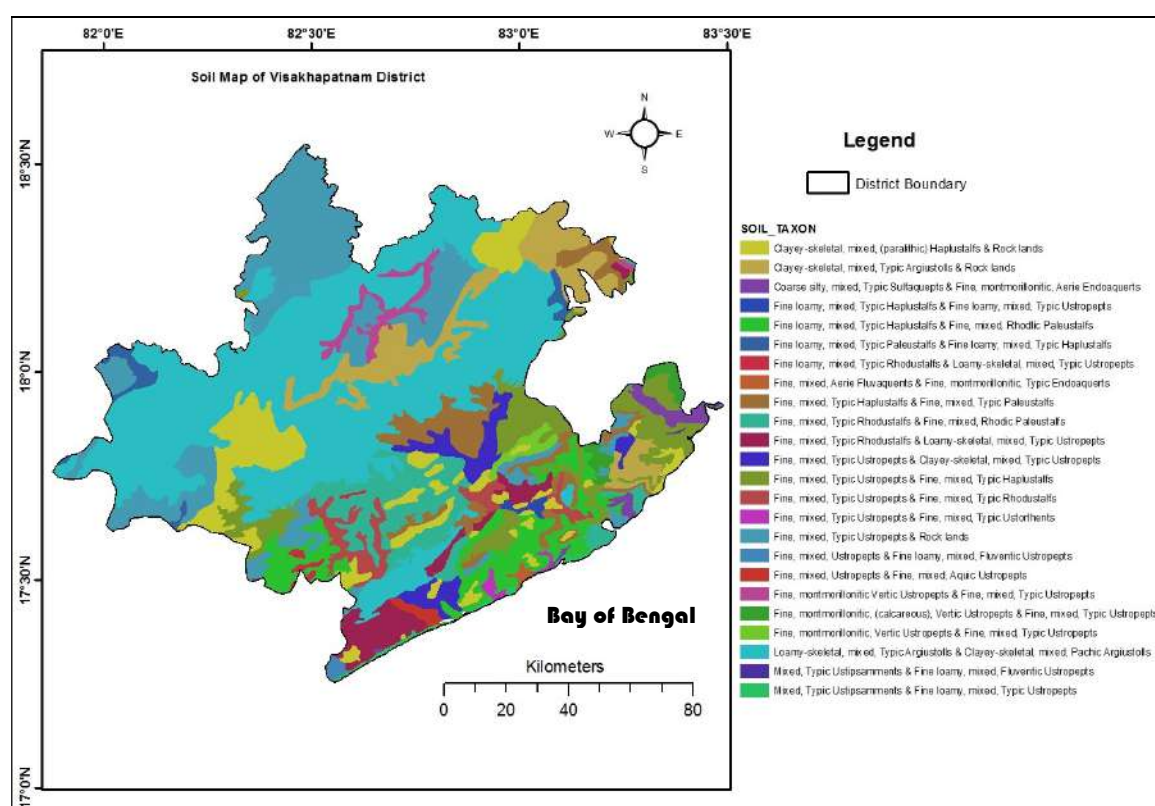 82°0'E 82°30'E 83°0'E 83°30'E
Soil Map of Visakhapatnam District
N
W E
S
18°30'N
18°0'N
17°30'N
17°0'N
Bay of Bengal
Kilometers
0 20 40 80
Legend
District Boundary
SOIL_TAXON
Clayey-skeletal, mixed, (paralithic) Haplustalfs & Rock lands
Clayey-skeletal, mixed, Typic Argiustolls & Rock lands
Coarse silty, mixed, Typic Sulfaquepts & Fine, montmorillonitic, Aerie Endoaquerts
Fine loamy, mixed, Typic Haplustalfs & Fine loamy, mixed, Typic Ustropepts
Fine loamy, mixed, Typic Haplustalfs & Fine, mixed, Rhodlic Paleustalfs
Fine loamy, mixed, Typic Paleustalfs & Fine loamy, mixed, Typic Haplustalfs
Fine loamy, mixed, Typic Rhodustalfs & Loamy-skeletal, mixed, Typic Ustropepts
Fine, mixed, Aerie Fluvaquents & Fine, montmorillonitic, Typic Endoaquerts
Fine, mixed, Typic Haplustalfs & Fine, mixed, Typic Paleustalfs
Fine, mixed, Typic Rhodustalfs & Fine, mixed, Rhodic Paleustalfs
Fine, mixed, Typic Rhodustalfs & Loamy-skeletal, mixed, Typic Ustropepts
Fine, mixed, Typic Ustropepts & Clayey-skeletal, mixed, Typic Ustropepts
Fine, mixed, Typic Ustropepts & Fine, mixed, Typic Haplustalfs
Fine, mixed, Typic Ustropepts & Fine, mixed, Typic Rhodustalfs
Fine, mixed, Typic Ustropepts & Fine, mixed, Typic Ustorthents
Fine, mixed, Typic Ustropepts & Rock lands
Fine, mixed, Ustropepts & Fine loamy, mixed, Fluventic Ustropepts
Fine, mixed, Ustropepts & Fine, mixed, Aquic Ustropepts
Fine, montmorillonitic Vertic Ustropepts & Fine, mixed, Typic Ustropepts
Fine, montmorillonitic, (calcareous), Vertic Ustropepts & Fine, mixed, Typic Ustropepts
Fine, montmorillonitic, Vertic Ustropepts & Fine, mixed, Typic Ustropepts
Loamy-skeletal, mixed, Typic Argiustolls & Clayey-skeletal, mixed, Pachic Argiustolls
Mixed, Typic Ustipsamments & Fine loamy, mixed, Fluventic Ustropepts
Mixed, Typic Ustipsamments & Fine loamy, mixed, Typic Ustropepts